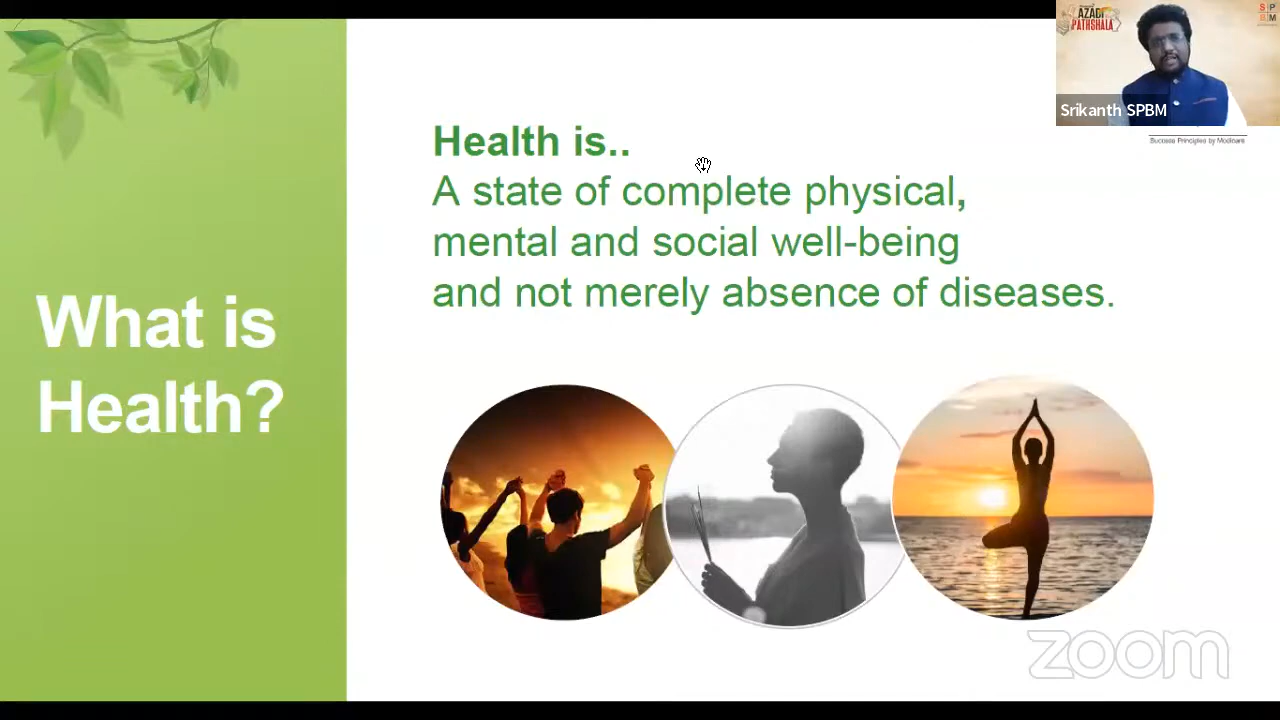 What is
Health?
Health is..
A state of complete physical,
mental and social well-being
and not merely absence of diseases.
AZADI
PATHSHALA
S P
B M
Srikanth SPBM
Success Principles by Modicare
zoom